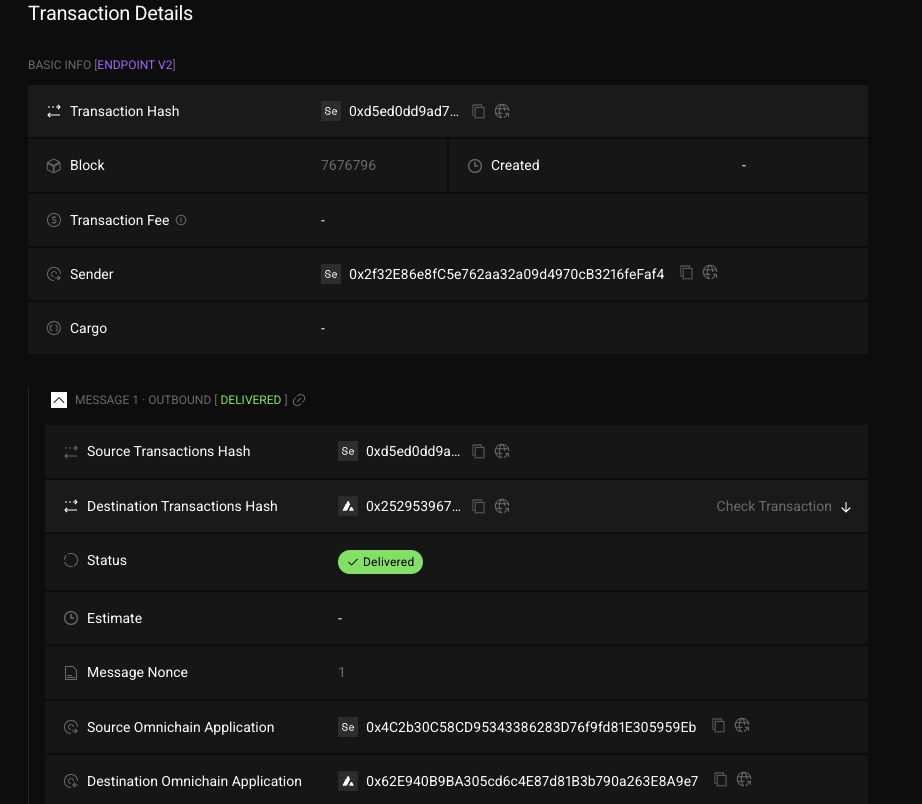 Transaction Details
BASIC INFO [ENDPOINT V2]
Transaction Hash Se 0xd5ed0dd9ad7...
Block 7676796 Created -
Transaction Fee -
Sender Se 0x2f32E86e8fC5e762aa32a09d4970cB3216feFaf4
Cargo -
MESSAGE 1 · OUTBOUND [ DELIVERED ]
Source Transactions Hash Se 0xd5ed0dd9a...
Destination Transactions Hash 0x252953967... Check Transaction
Status Delivered
Estimate -
Message Nonce 1
Source Omnichain Application Se 0x4C2b30C58CD95343386283D76f9fd81E305959Eb
Destination Omnichain Application 0x62E940B9BA305cd6c4E87d81B3b790a263E8A9e7